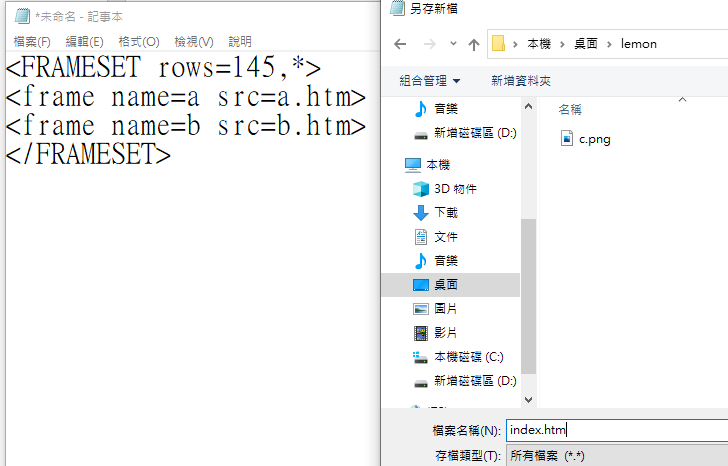 *未命名 - 記事本
檔案(F) 編輯(E) 格式(O) 檢視(V) 說明
<FRAMESET rows=145,*>
<frame name=a src=a.htm>
<frame name=b src=b.htm>
</FRAMESET>
另存新檔
本機 > 桌面 > lemon
組合管理 新增資料夾
音樂
新增磁碟區 (D:)
本機
3D 物件
下載
文件
音樂
桌面
圖片
影片
本機磁碟 (C:)
新增磁碟區 (D:)
名稱
c.png
檔案名稱(N): index.htm
存檔類型(T): 所有檔案 (*.*)